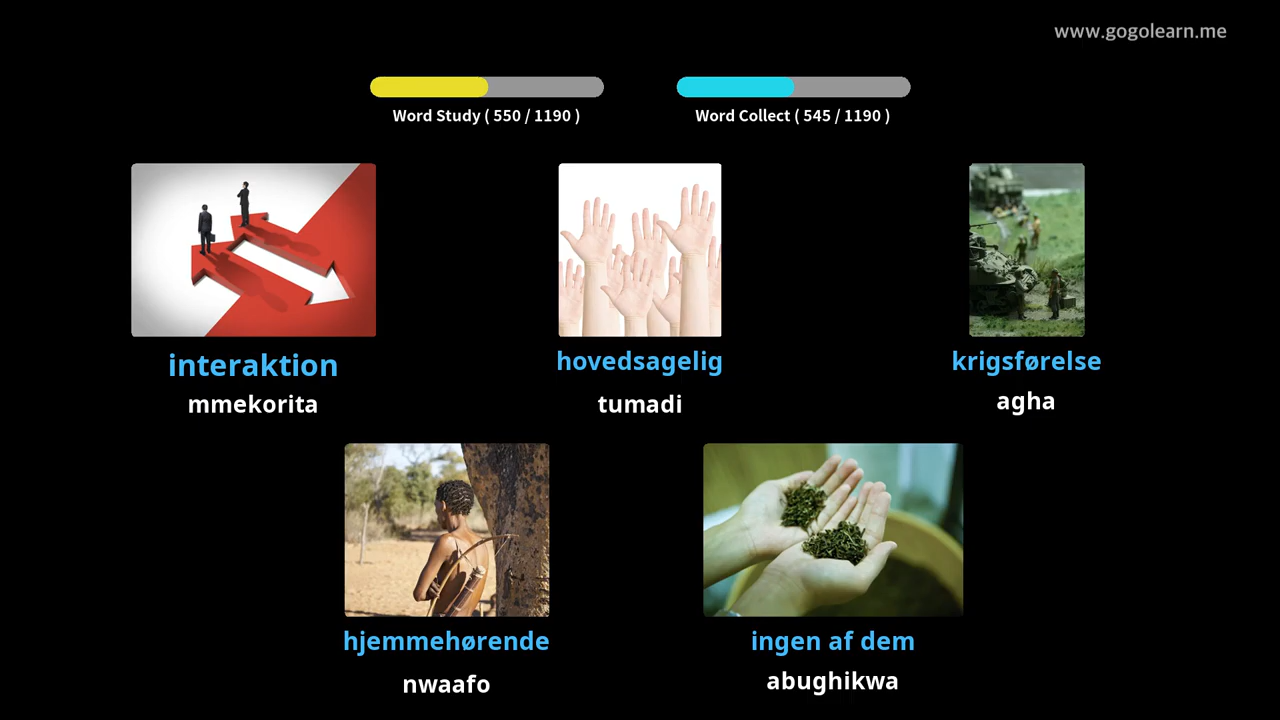 www.gogolearn.me
Word Study ( 550 / 1190 )
Word Collect ( 545 / 1190 )
interaktion
mmekorita
hovedsagelig
tumadi
krigsførelse
agha
hjemmehørende
nwaafo
ingen af dem
abughikwa